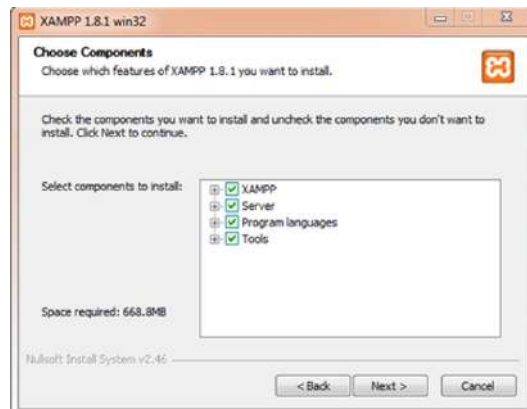 XAMPP 1.8.1 win32
Choose Components
Choose which features of XAMPP 1.8.1 you want to install.
Check the components you want to install and uncheck the components you don't want to
install. Click Next to continue.
Select components to install:
XAMPP
Server
Program languages
Tools
Space required: 668.8MB
Nullsoft Install System v2.46
< Back
Next >
Cancel